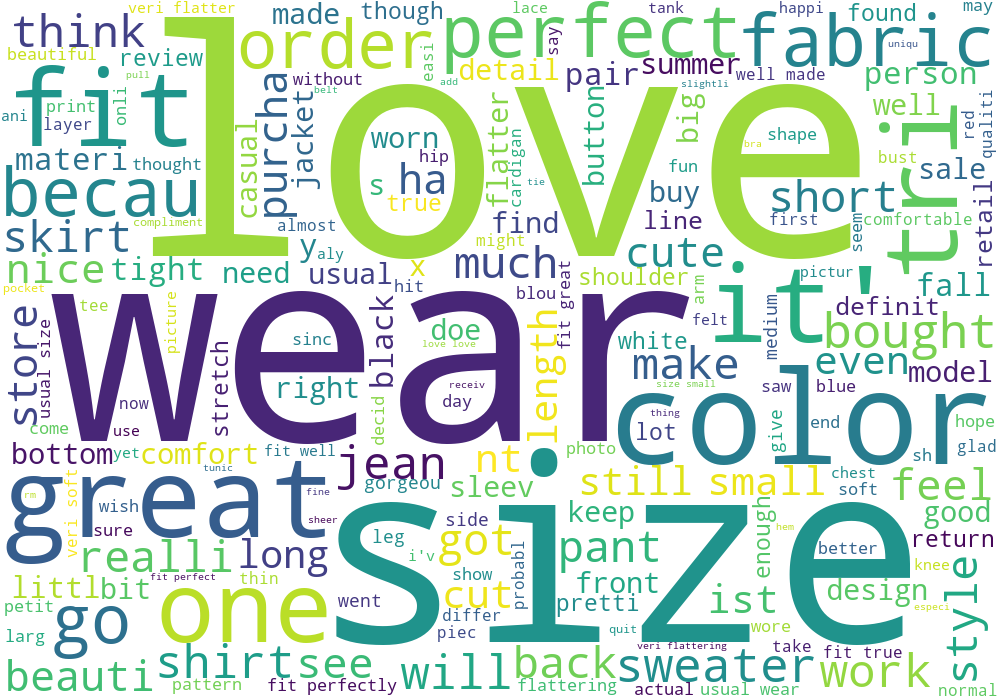 veri flatter
lace
tank
happi
may
think
made
though
order
perfect
say
found
fabric
uniqu
beautiful
review
love
pull
without
detail
easi
pair
summer
well made
person
fit
onli
print
layer
ani
purcha
jacket
casual
worn
add
slightli
belt
flatter
cardigan
button
big
shape
well
red
retail
qualiti
tri
materi
thought
hip
s
ha
true
tie
fun
bra
bust
sale
becau
buy
short
compliment
almost
find
line
first
comfortable
seem
skirt
y
aly
might
much
cute
it'
nice
tight
need
usual
x
hit
shoulder
pictur
fall
pocket
tee
wear
blou
fit great
arm
definit
store
usual size
picture
sinc
black
doe
love love
length
white
felt
medium
bought
stretch
right
make
even
model
now
receiv
day
size small
saw
blue
come
use
decid
color
thing
lot
give
end
hope
glad
bottom
yet
comfort
fit well
jean
nt
photo
sh
tunic
gorgeou
sleev
still
small
chest
soft
feel
great
rm
veri soft
wish
fine
sheer
size
keep
enough
hem
good
sure
side
leg
got
i'v
better
return
realli
long
pant
knee
littl
bit
fit perfect
thin
show
probabl
front
design
style
petit
larg
go
one
went
cut
differ
piec
pretti
ist
wore
especi
quit
beauti
shirt
see
will
back
veri flattering
sweater
take
fit true
work
pattern
fit perfectly
flattering
actual
usual wear
normal